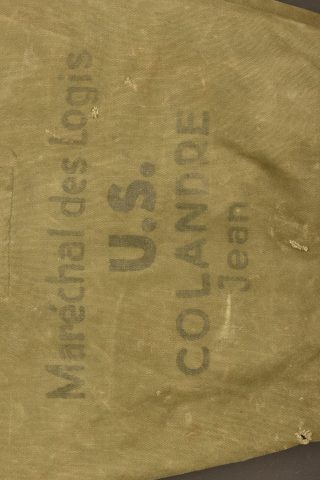 Maréchal des Logis
U.S.
COLANDRE
Jean